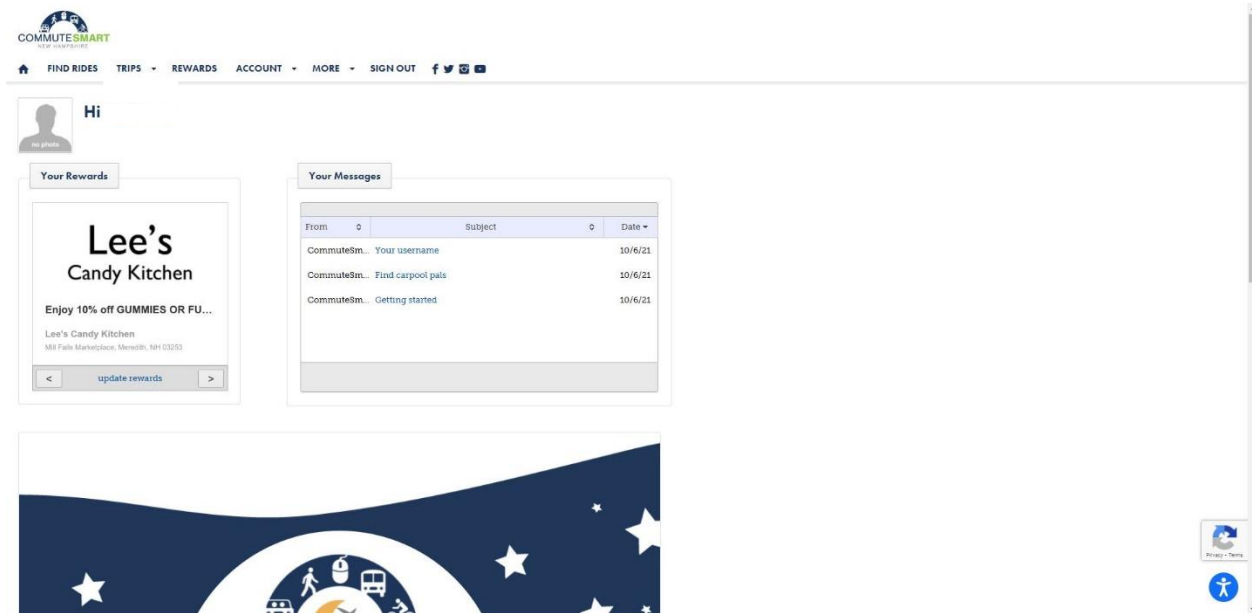 COMMUTESMART
NEW HAMPSHIRE
FIND RIDES TRIPS REWARDS ACCOUNT MORE SIGN OUT
Hi
no photo
Your Rewards
Lee's
Candy Kitchen
Enjoy 10% off GUMMIES OR FU...
Lee's Candy Kitchen
Mill Falls Marketplace, Meredith, NH 03253
< update rewards >
Your Messages
From Subject Date
CommuteSm... Your username 10/6/21
CommuteSm... Find carpool pals 10/6/21
CommuteSm... Getting started 10/6/21
Privacy - Terms